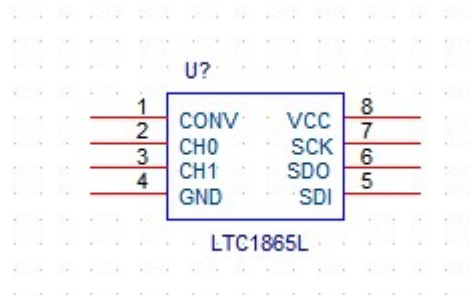 U?
1 CONV VCC 8
2 CH0 SCK 7
3 CH1 SDO 6
4 GND SDI 5
LTC1865L